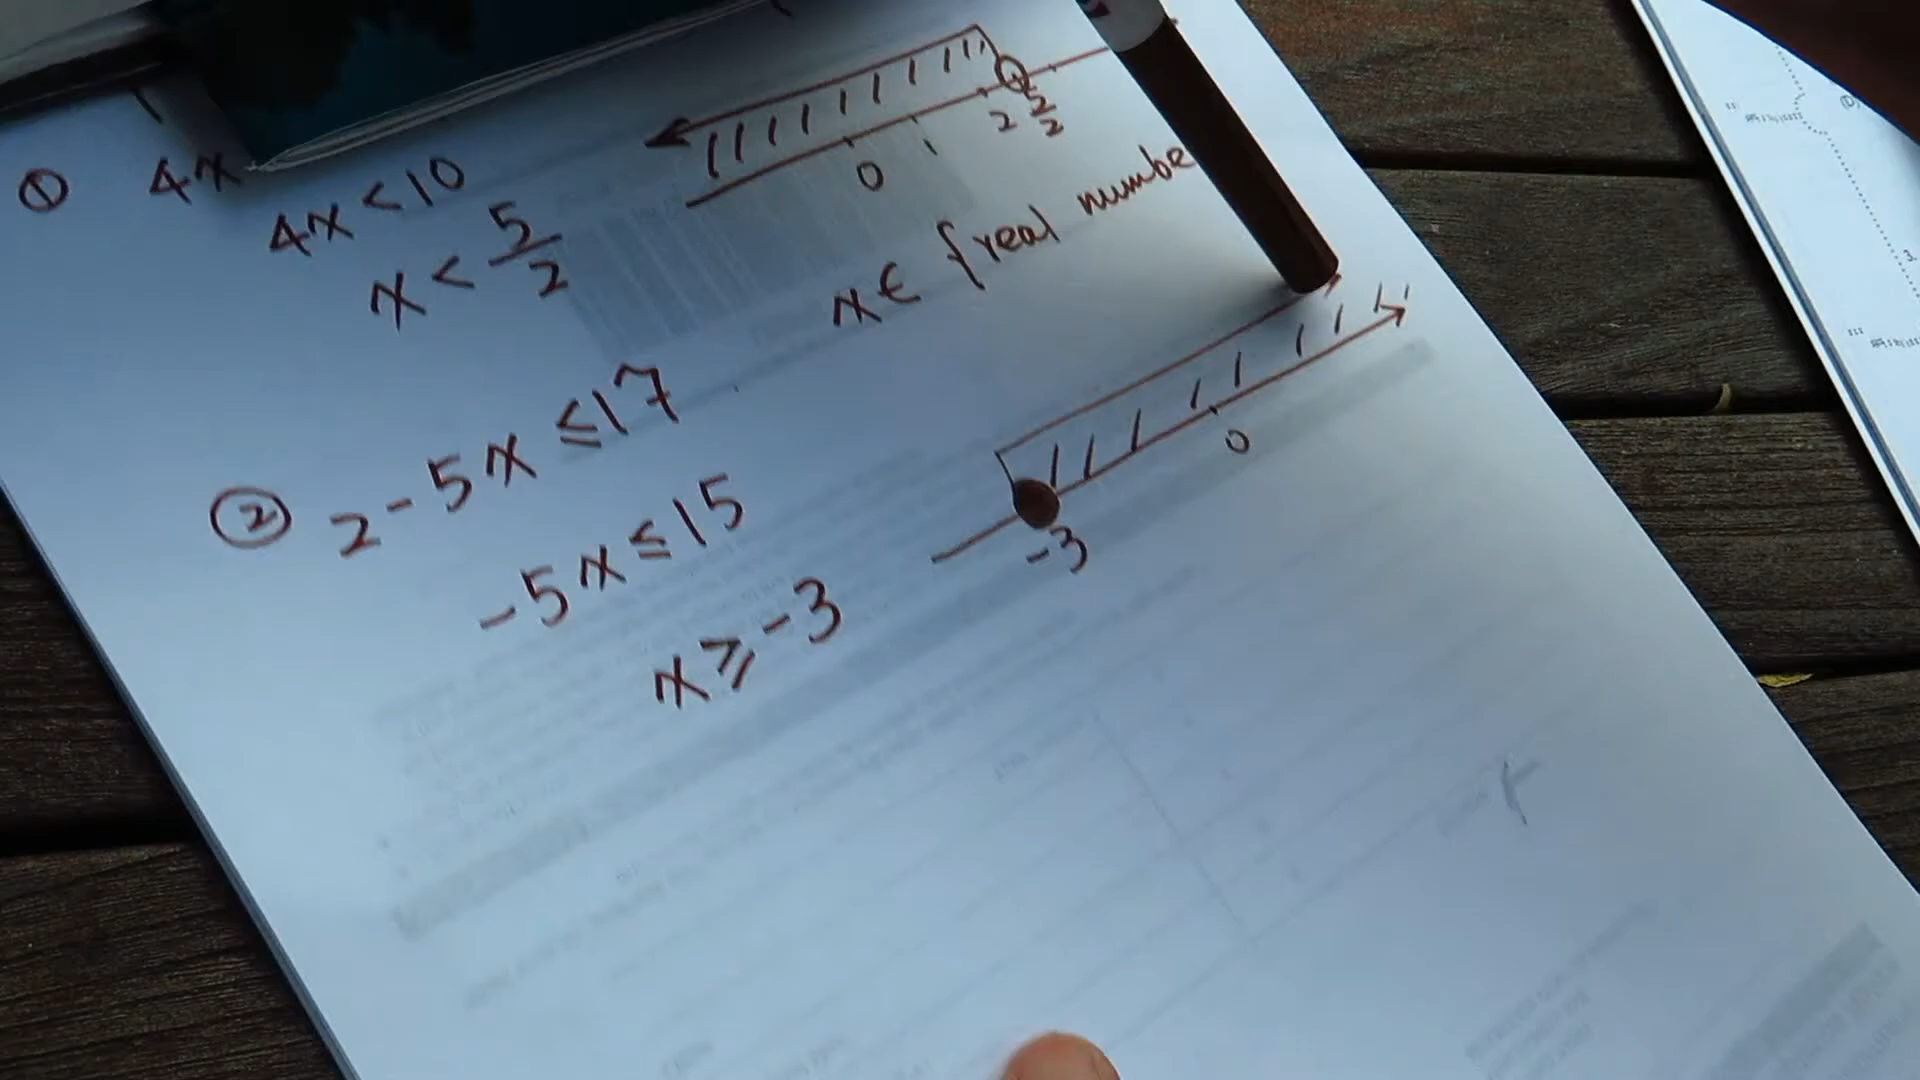 ① 4x
4x < 10
x < 5/2
0 2 5/2
x ∈ {real numbe
② 2 - 5x ≤ 17
-5x ≤ 15
x ≥ -3
-3 0